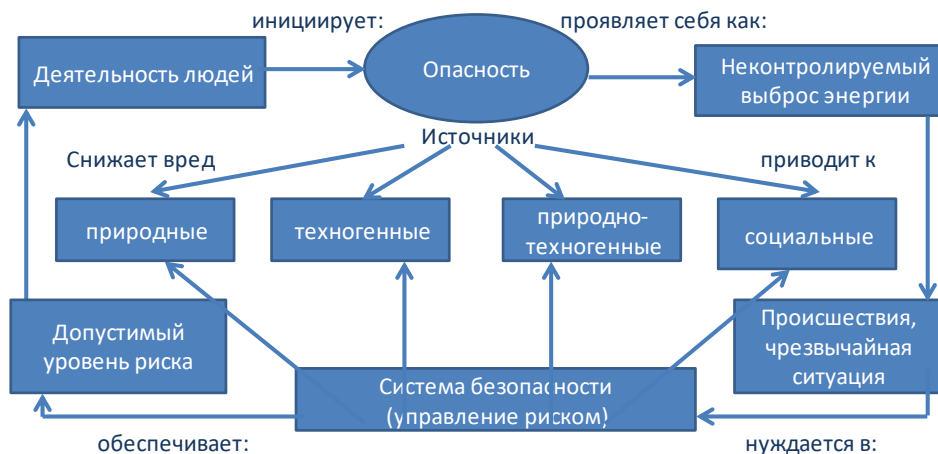 инициирует:
проявляет себя как:
Деятельность людей
Опасность
Неконтролируемый
выброс энергии
Источники
Снижает вред
приводит к
природные
техногенные
природно-
техногенные
социальные
Допустимый
уровень риска
Происшествия,
чрезвычайная
ситуация
Система безопасности
(управление риском)
обеспечивает:
нуждается в: